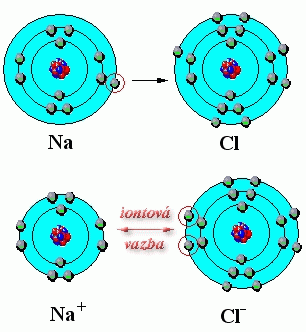 Na
Cl
iontová
vazba
Na⁺
Cl⁻